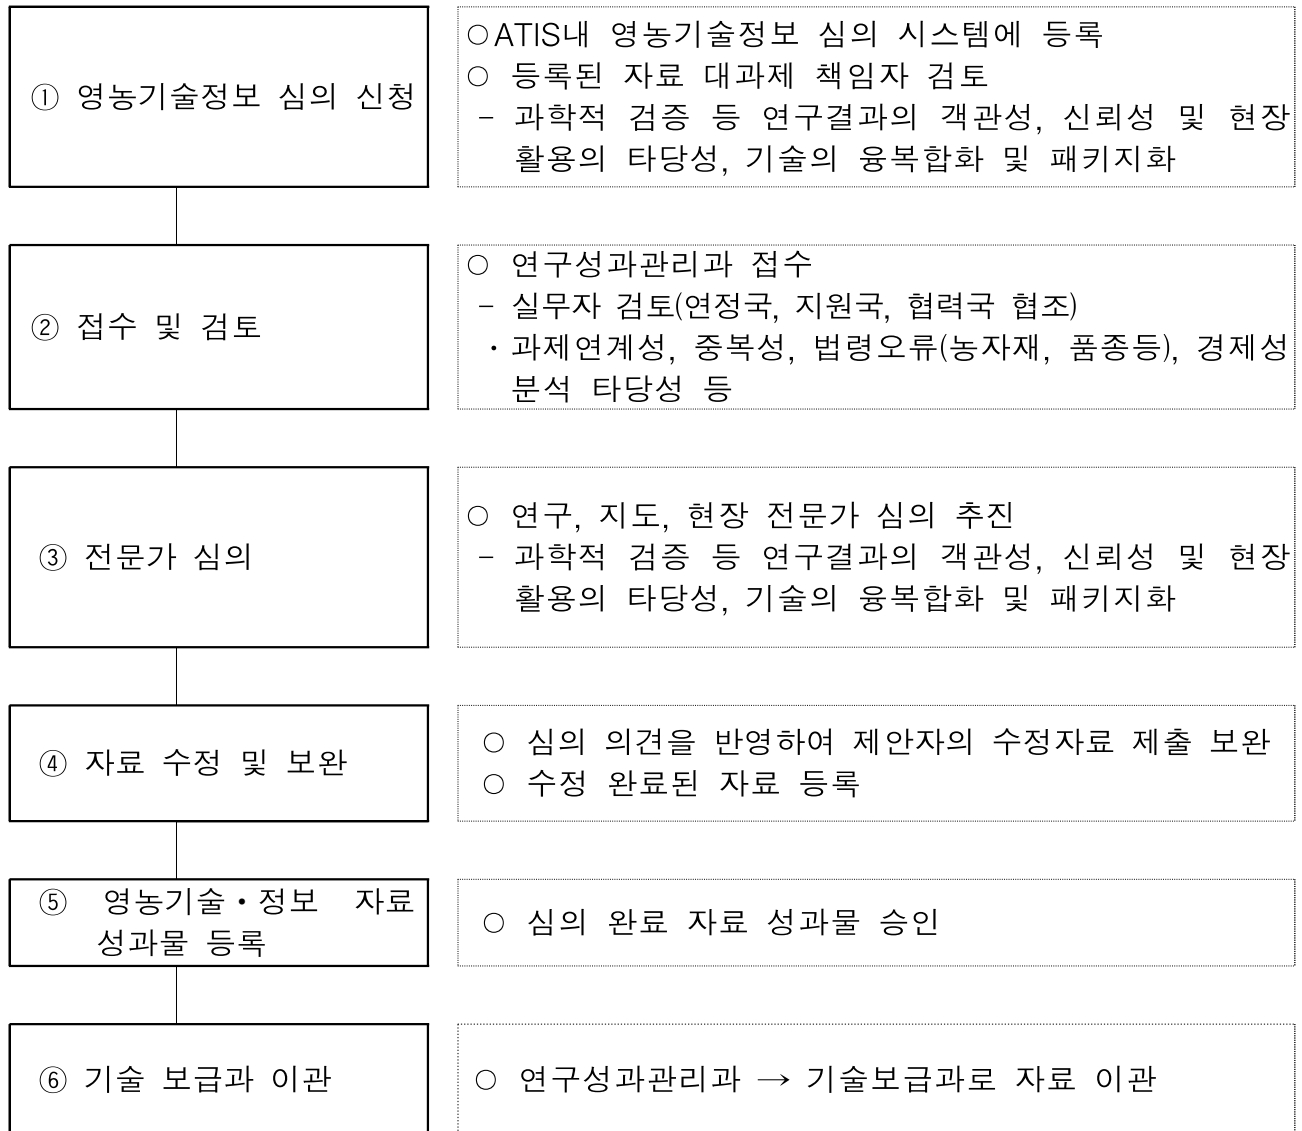 ① 영농기술정보 심의 신청
○ATIS내 영농기술정보 심의 시스템에 등록
○ 등록된 자료 대과제 책임자 검토
- 과학적 검증 등 연구결과의 객관성, 신뢰성 및 현장
활용의 타당성, 기술의 융복합화 및 패키지화
② 접수 및 검토
○ 연구성과관리과 접수
- 실무자 검토(연정국, 지원국, 협력국 협조)
・과제연계성, 중복성, 법령오류(농자재, 품종등), 경제성
분석 타당성 등
③ 전문가 심의
○ 연구, 지도, 현장 전문가 심의 추진
- 과학적 검증 등 연구결과의 객관성, 신뢰성 및 현장
활용의 타당성, 기술의 융복합화 및 패키지화
④ 자료 수정 및 보완
○ 심의 의견을 반영하여 제안자의 수정자료 제출 보완
○ 수정 완료된 자료 등록
⑤ 영농기술・정보 자료
성과물 등록
○ 심의 완료 자료 성과물 승인
⑥ 기술 보급과 이관
○ 연구성과관리과 → 기술보급과로 자료 이관